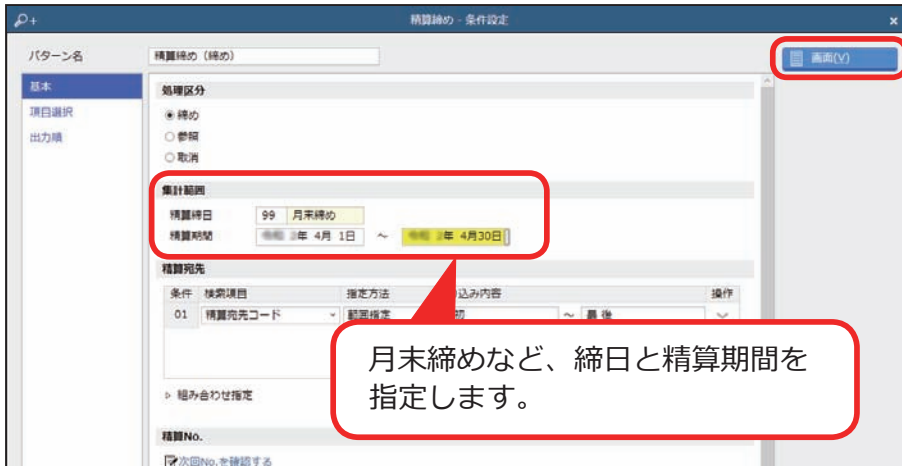 精算締め - 条件設定
パターン名 精算締め（締め） 画面(V)
基本
項目選択
出力順
処理区分
締め
参照
取消
集計範囲
精算締日 99 月末締め
精算期間 年 4月 1日 ～ 年 4月30日
精算宛先
条件 検索項目 指定方法 込み内容 操作
01 精算宛先コード 範囲指定 初 ～ 最後
組み合わせ指定
月末締めなど、締日と精算期間を
指定します。
精算No.
次回No.を確認する